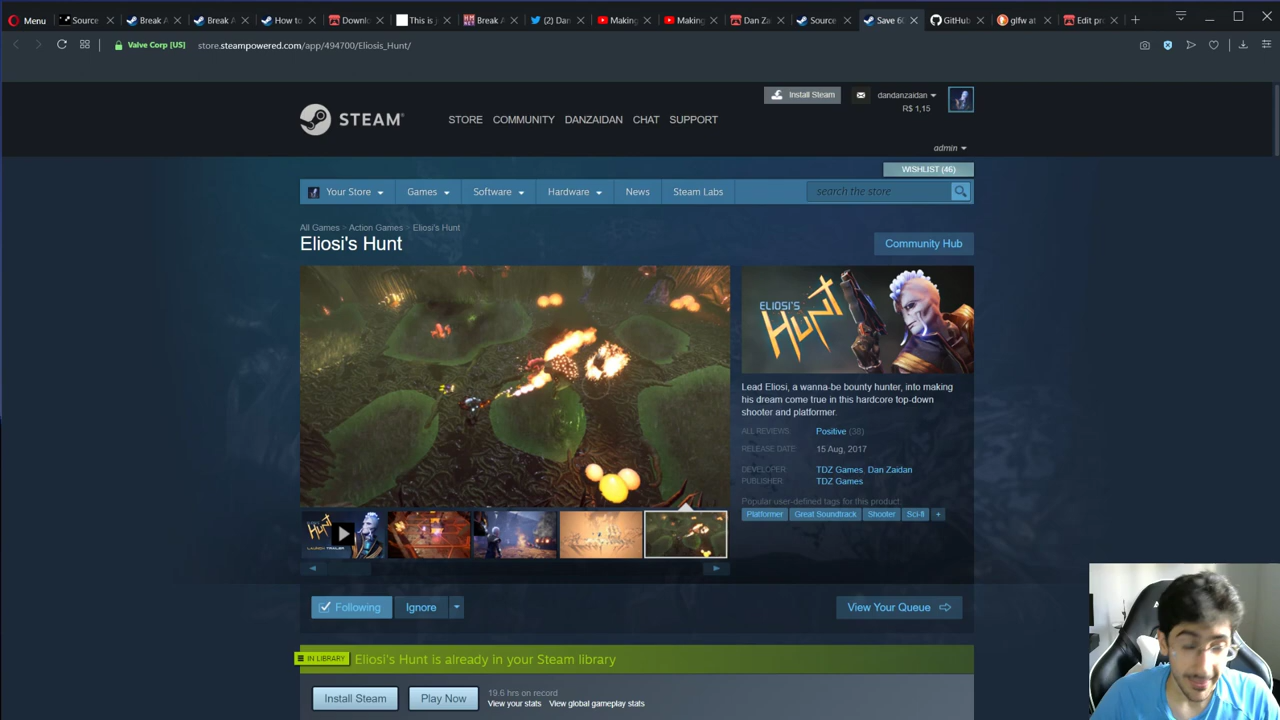 Menu
Source
Break A
Break A
How to
Downlo
This is
Break A
(2) Dan
Making
Making
Dan Za
Source
Save 60
GitHub
glfw at
Edit pro
Valve Corp [US]
store.steampowered.com/app/494700/Eliosis_Hunt/
Install Steam
dandanzaidan
R$ 1,15
STEAM
STORE
COMMUNITY
DANZAIDAN
CHAT
SUPPORT
admin
WISHLIST (46)
Your Store
Games
Software
Hardware
News
Steam Labs
search the store
All Games > Action Games > Eliosi's Hunt
Eliosi's Hunt
Community Hub
ELIOSI'S
HUNT
Lead Eliosi, a wanna-be bounty hunter, into making
his dream come true in this hardcore top-down
shooter and platformer.
ALL REVIEWS: Positive (38)
RELEASE DATE: 15 Aug, 2017
DEVELOPER: TDZ Games, Dan Zaidan
PUBLISHER: TDZ Games
Popular user-defined tags for this product:
Platformer
Great Soundtrack
Shooter
Sci-fi
+
HUNT
LAUNCH TRAILER
Following
Ignore
View Your Queue
IN LIBRARY
Eliosi's Hunt is already in your Steam library
Install Steam
Play Now
19.6 hrs on record
View your stats
View global gameplay stats